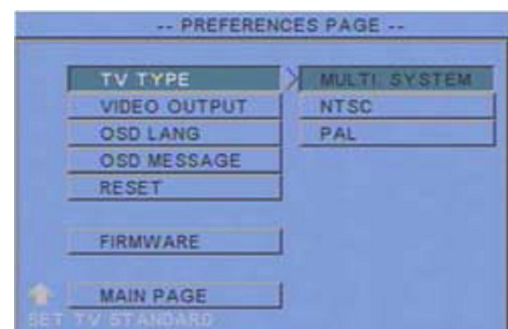 -- PREFERENCES PAGE --
TV TYPE
VIDEO OUTPUT
OSD LANG
OSD MESSAGE
RESET
FIRMWARE
MAIN PAGE
MULTI. SYSTEM
NTSC
PAL
SET TV STANDARD